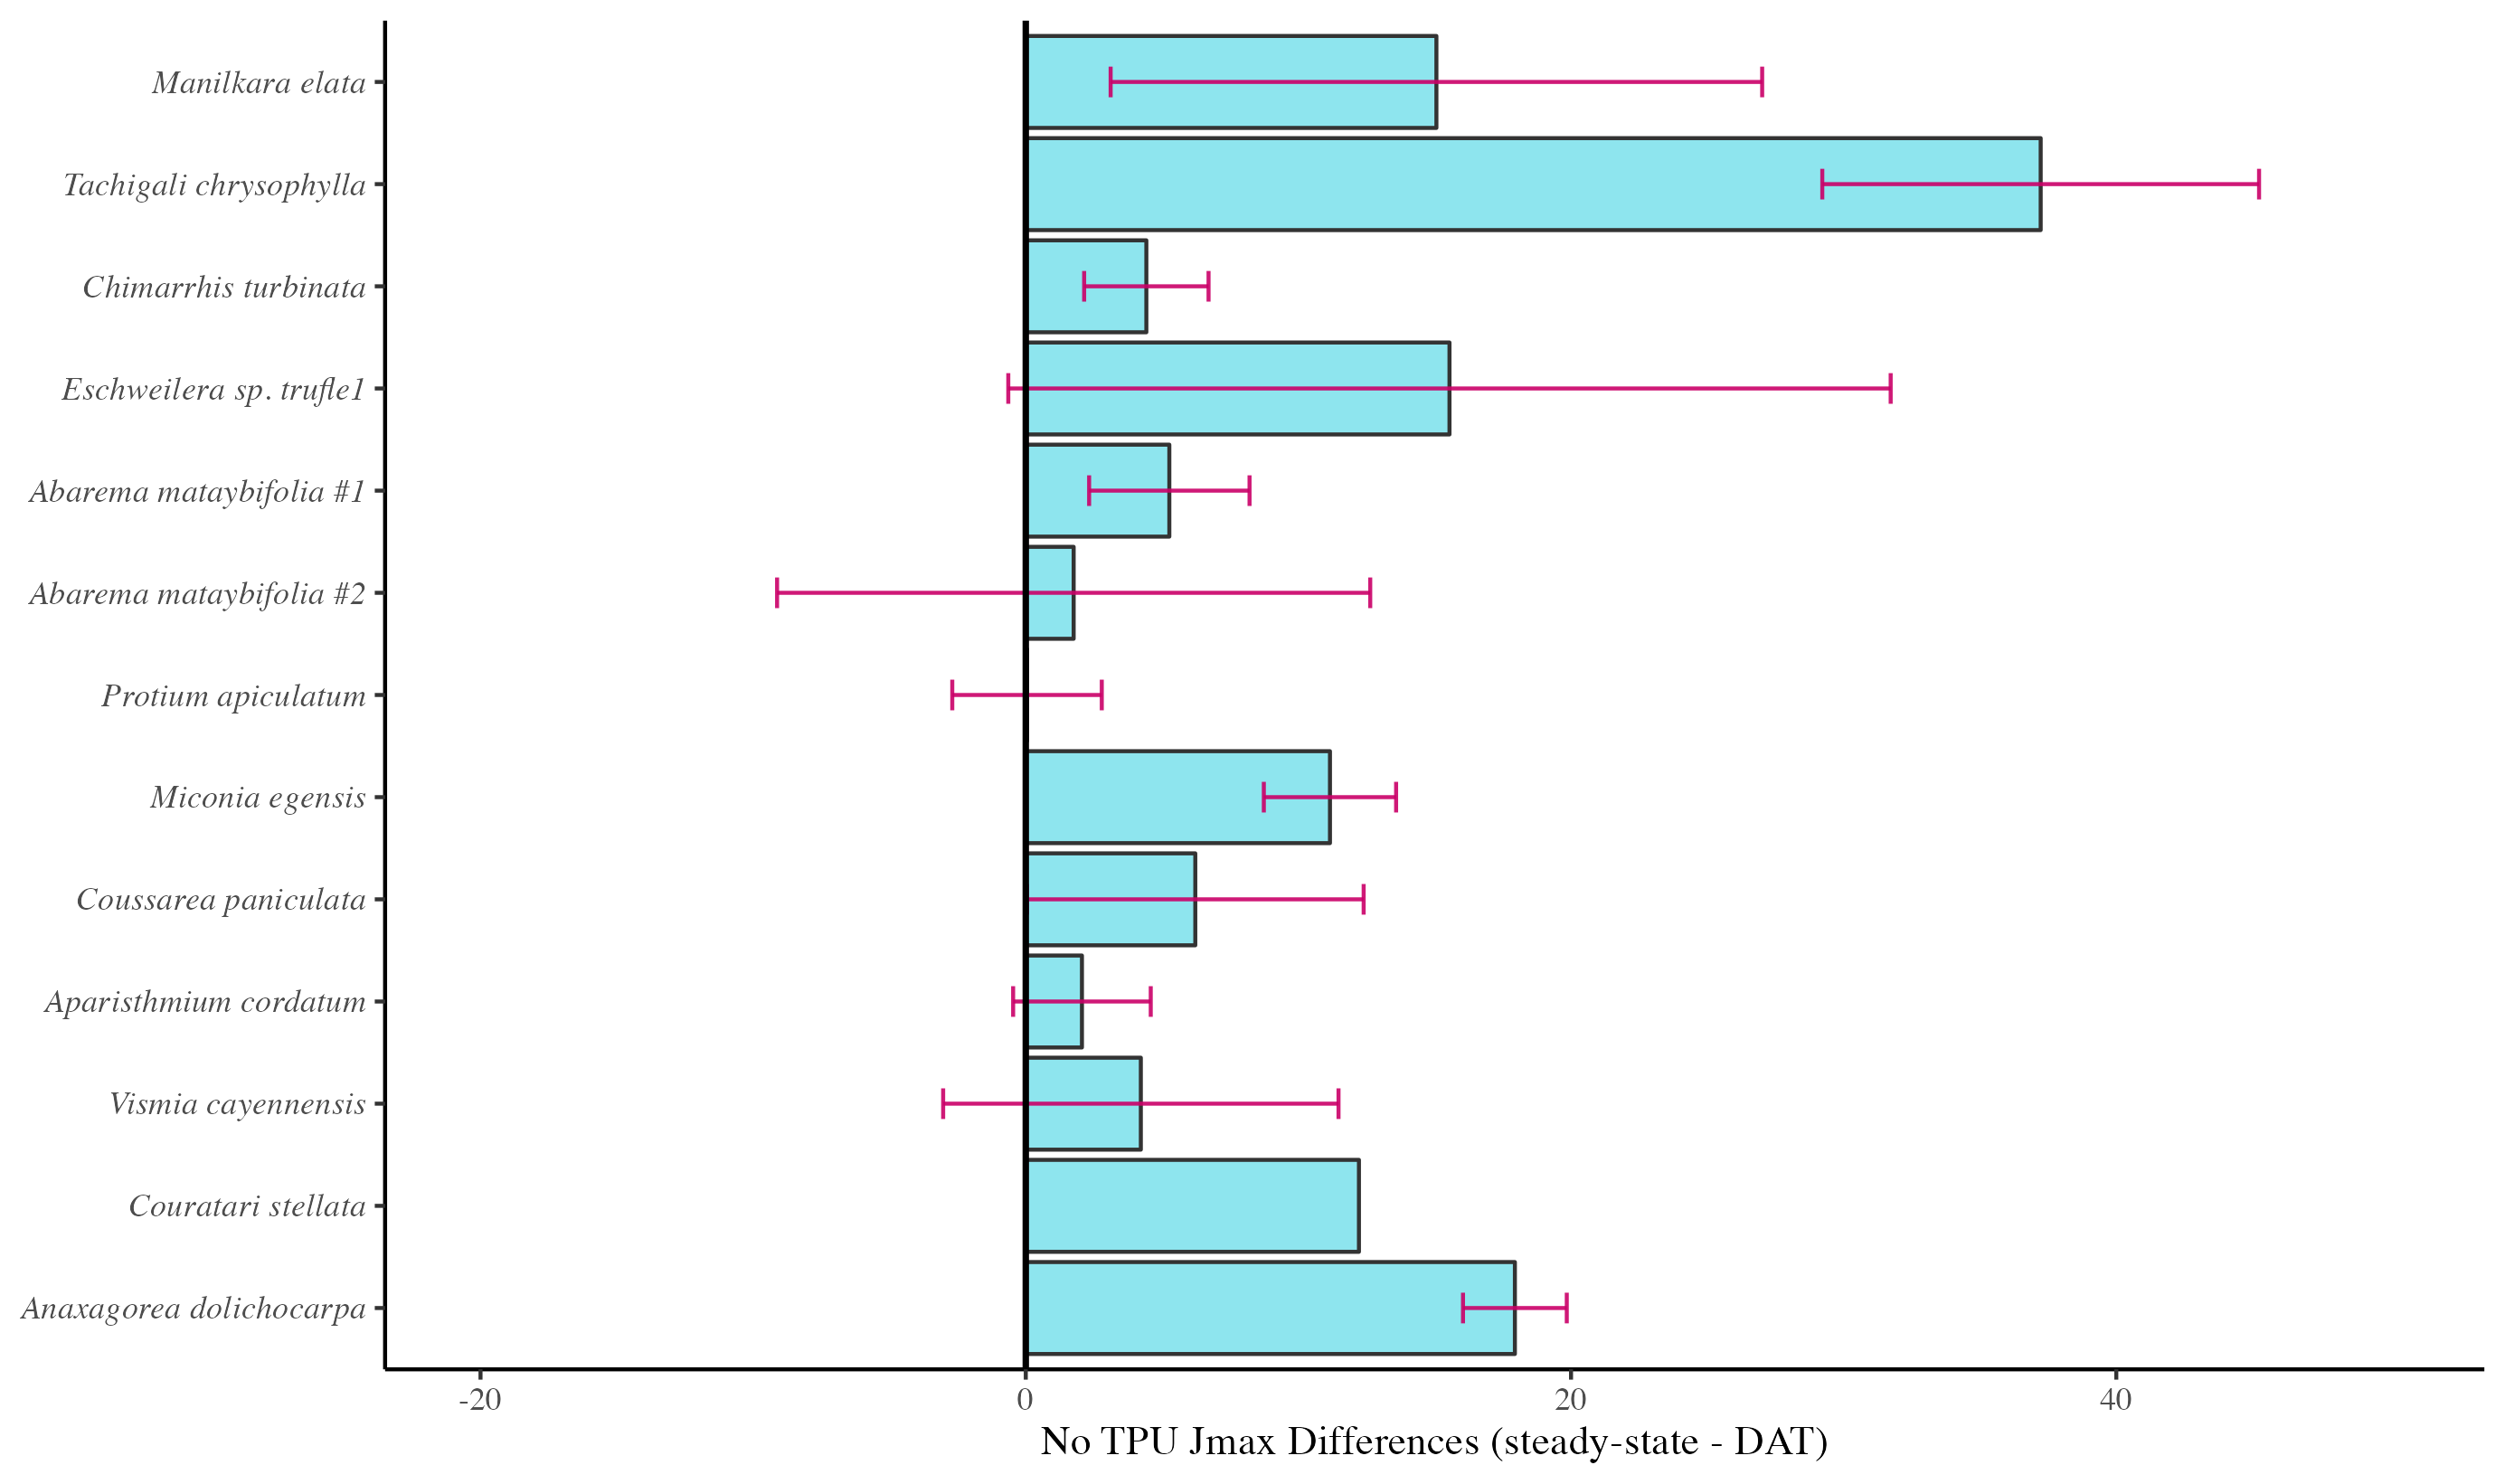 Manilkara elata
Tachigali chrysophylla
Chimarrhis turbinata
Eschweilera sp. trufle1
Abarema mataybifolia #1
Abarema mataybifolia #2
Protium apiculatum
Miconia egensis
Coussarea paniculata
Aparisthmium cordatum
Vismia cayennensis
Couratari stellata
Anaxagorea dolichocarpa
-20 0 20 40
No TPU Jmax Differences (steady-state - DAT)